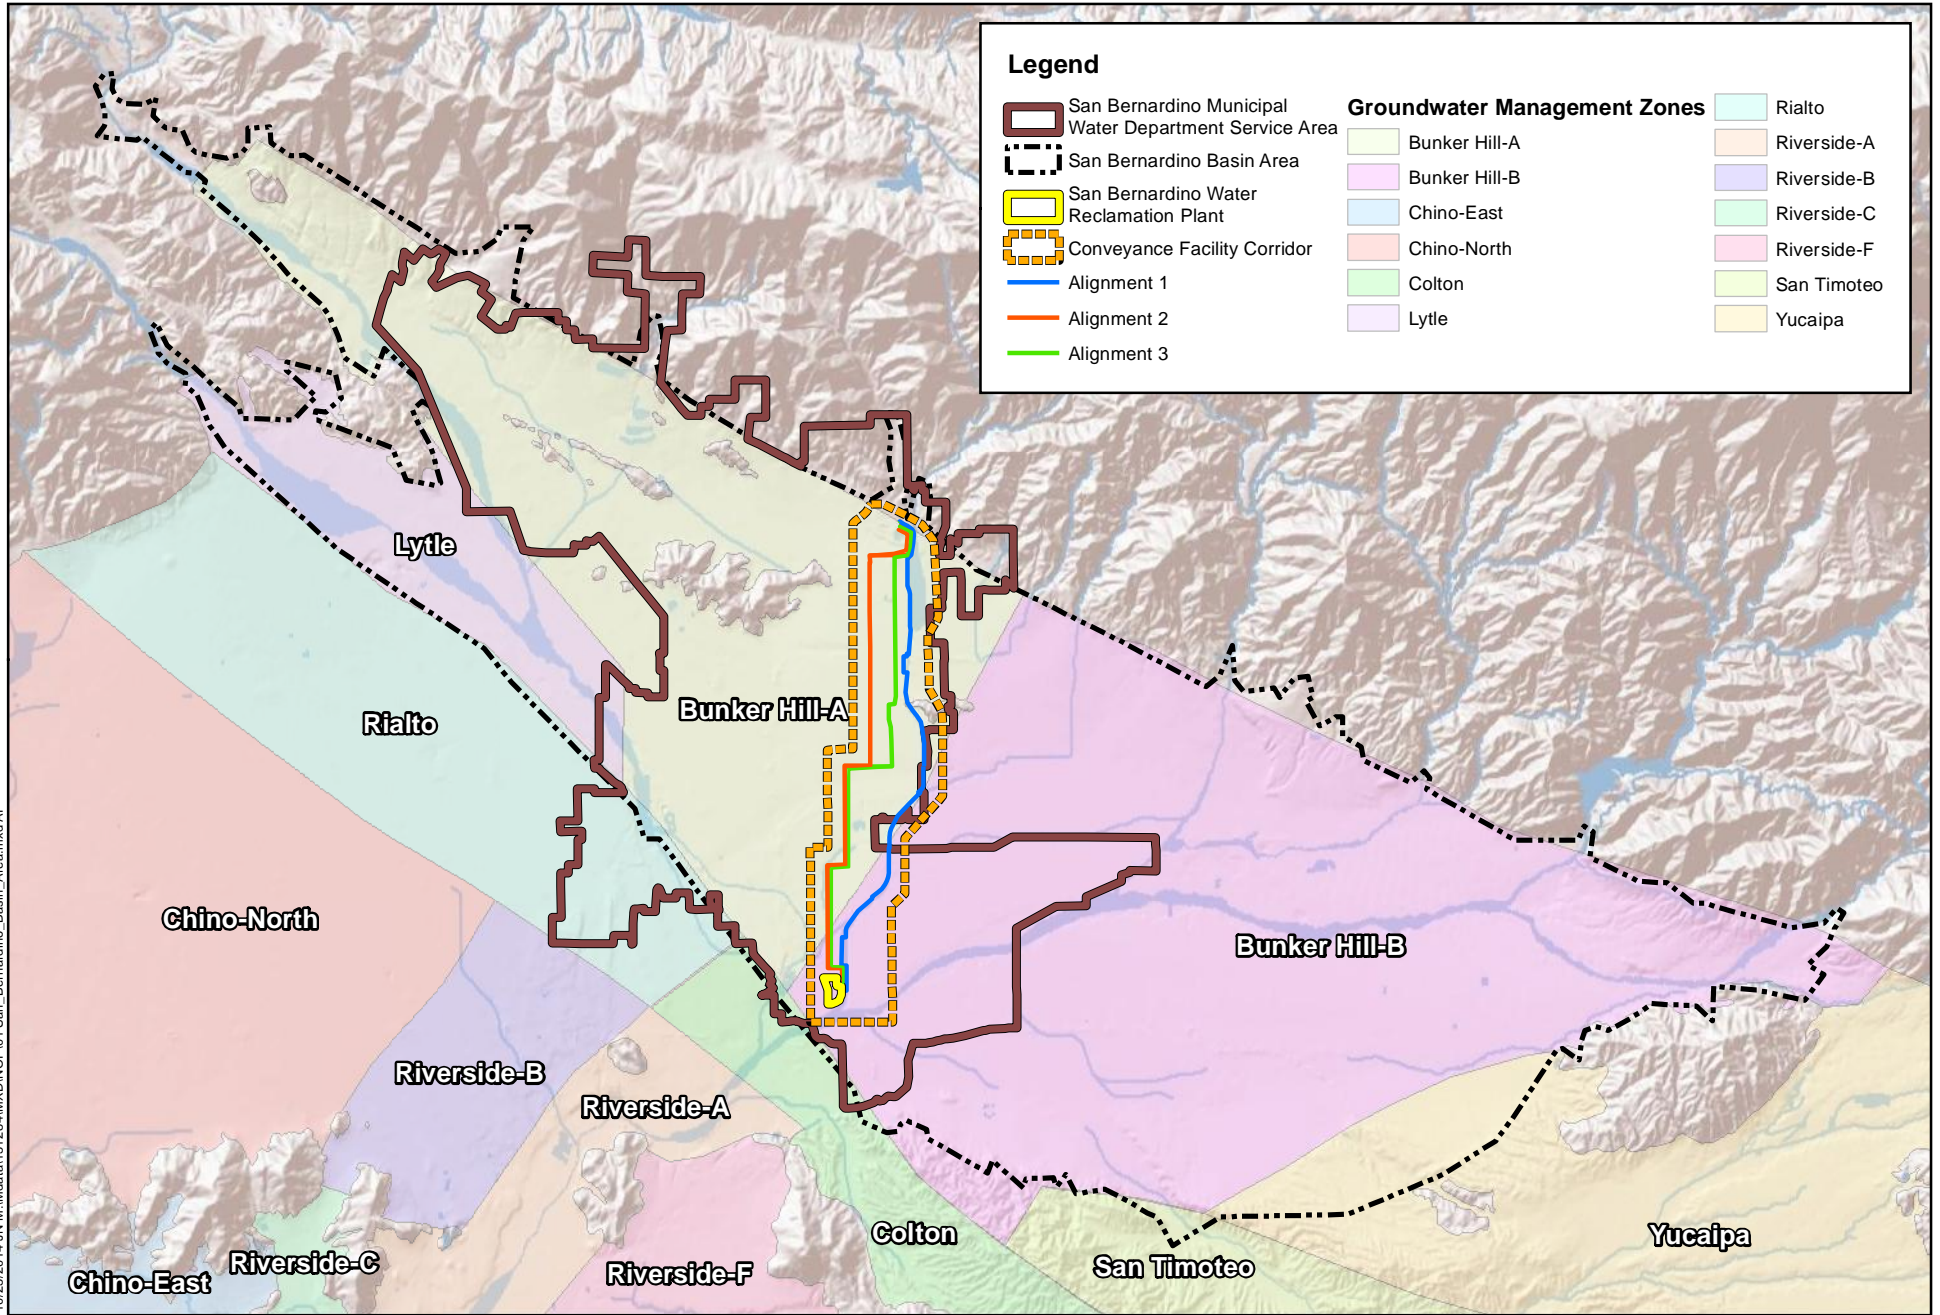 Legend
San Bernardino Municipal
Water Department Service Area
San Bernardino Basin Area
San Bernardino Water
Reclamation Plant
Conveyance Facility Corridor
Alignment 1
Alignment 2
Alignment 3
Groundwater Management Zones
Bunker Hill-A
Bunker Hill-B
Chino-East
Chino-North
Colton
Lytle
Rialto
Riverside-A
Riverside-B
Riverside-C
Riverside-F
San Timoteo
Yucaipa
Lytle
Rialto
Bunker Hill-A
Chino-North
Bunker Hill-B
Riverside-B
Riverside-A
Colton
Yucaipa
Riverside-C
San Timoteo
Riverside-F
Chino-East